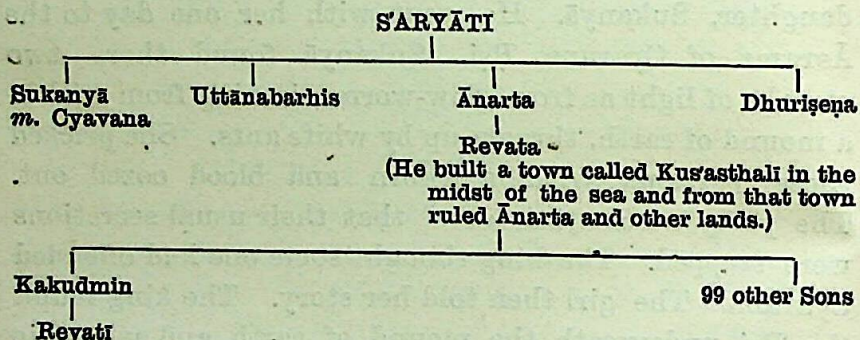 S'ARYĀTI
Sukanyā Uttānabarhis Ānarta Dhuriṣeṇa
m. Cyavana
Revata
(He built a town called Kus'asthalī in the
midst of the sea and from that town
ruled Ānarta and other lands.)
Kakudmin 99 other Sons
Revatī